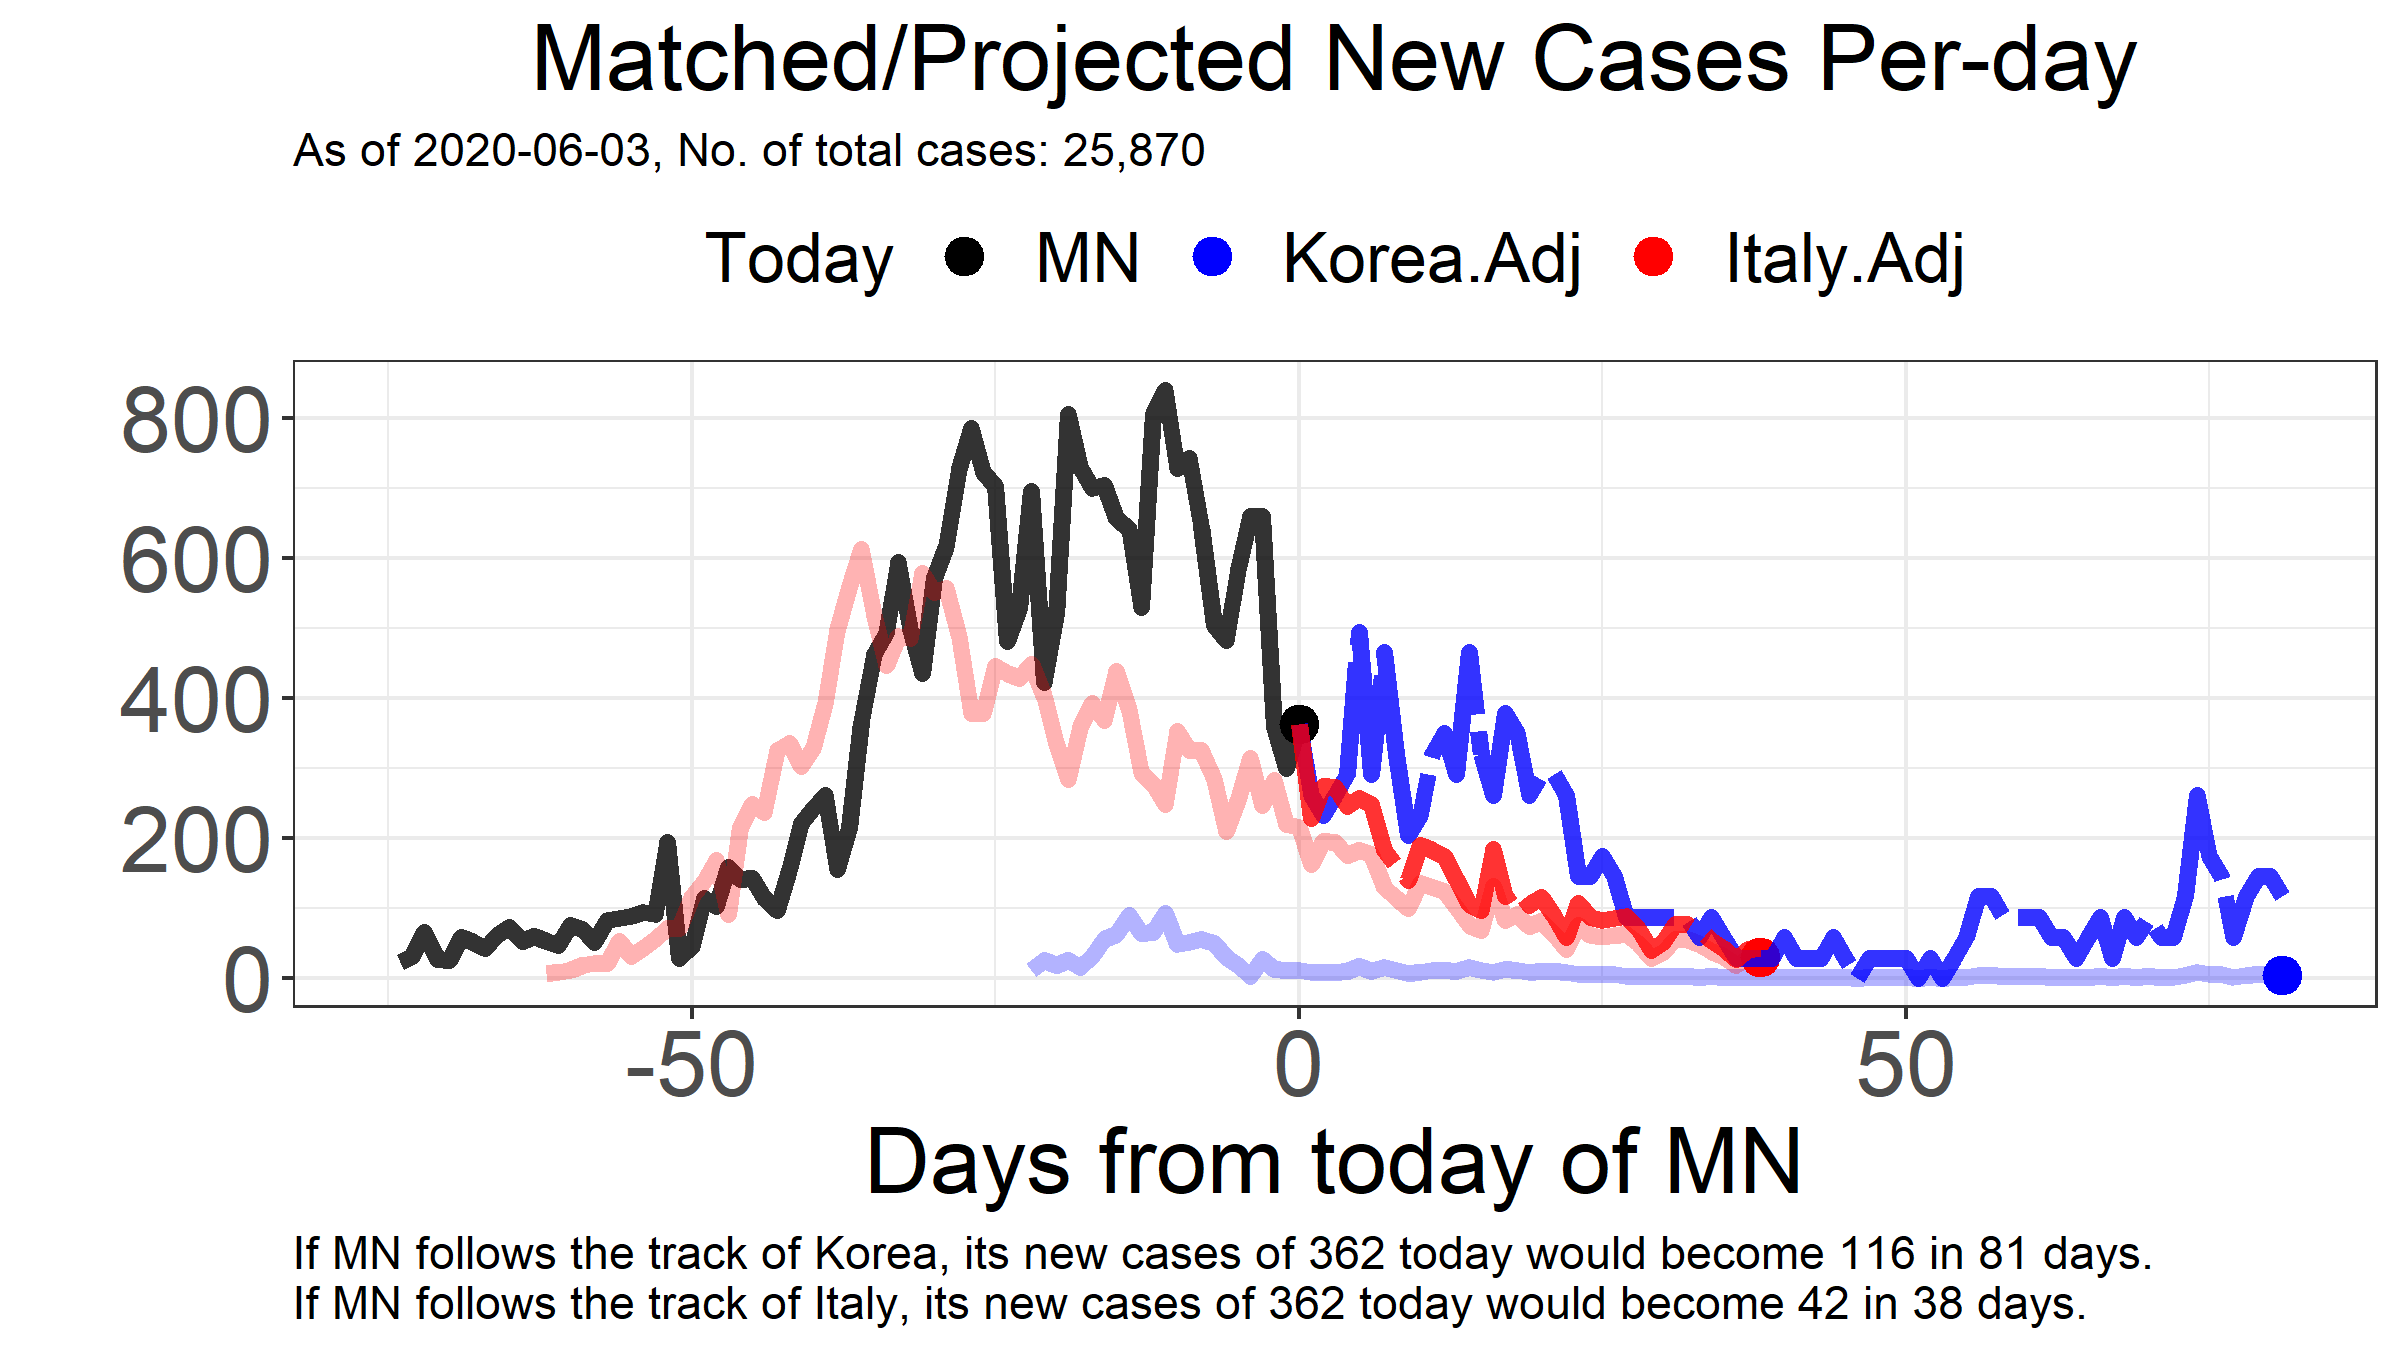 Matched/Projected New Cases Per-day
As of 2020-06-03, No. of total cases: 25,870
Today MN Korea.Adj Italy.Adj
800
600
400
200
0
-50 0 50
Days from today of MN
If MN follows the track of Korea, its new cases of 362 today would become 116 in 81 days.
If MN follows the track of Italy, its new cases of 362 today would become 42 in 38 days.